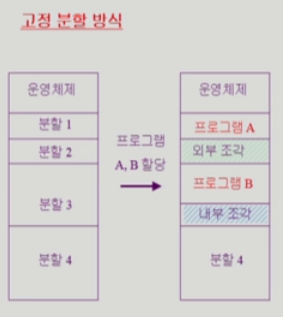 고정 분할 방식
운영체제
분할 1
분할 2
분할 3
분할 4
프로그램
A, B 할당
운영체제
프로그램 A
외부 조각
프로그램 B
내부 조각
분할 4